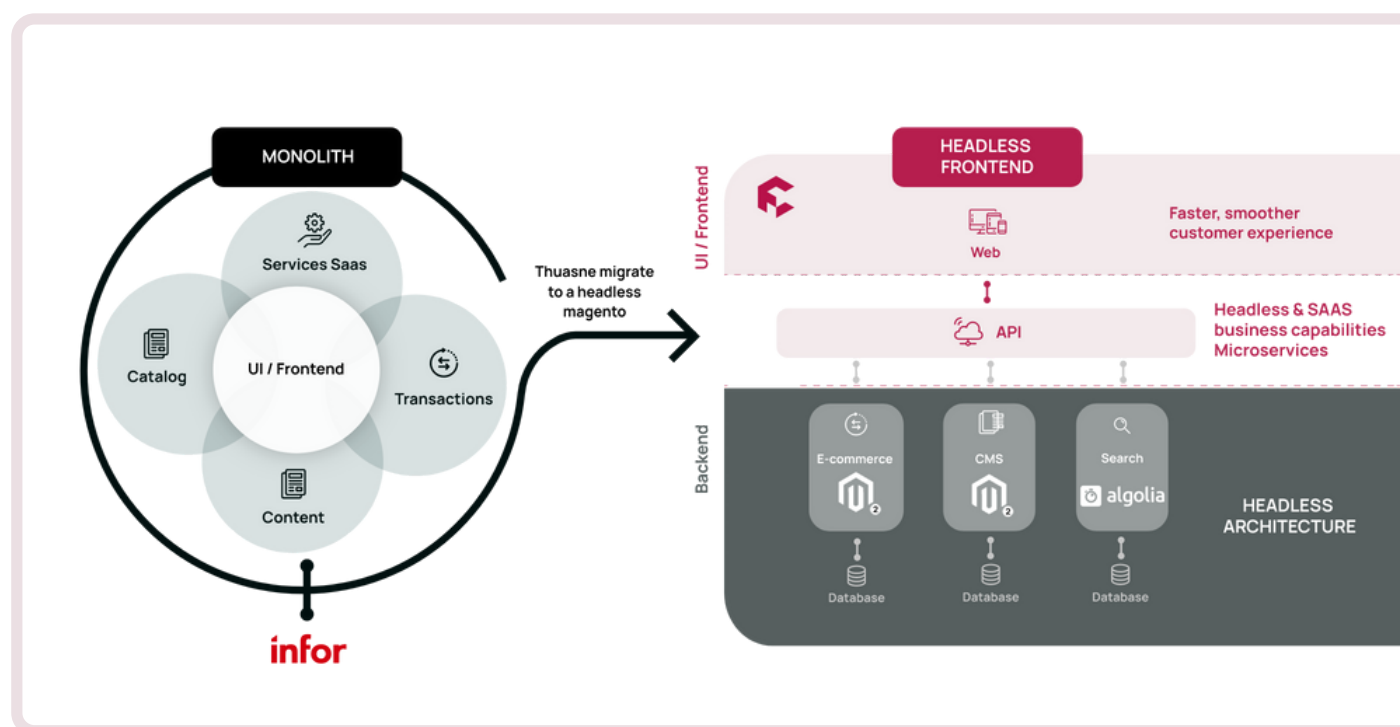 MONOLITH
Services Saas
Catalog
UI / Frontend
Transactions
Content
infor
Thuasne migrate
to a headless
magento
UI / Frontend
HEADLESS
FRONTEND
Web
Faster, smoother
customer experience
API
Headless & SAAS
business capabilities
Microservices
Backend
E-commerce
2
CMS
2
Search
algolia
HEADLESS
ARCHITECTURE
Database
Database
Database